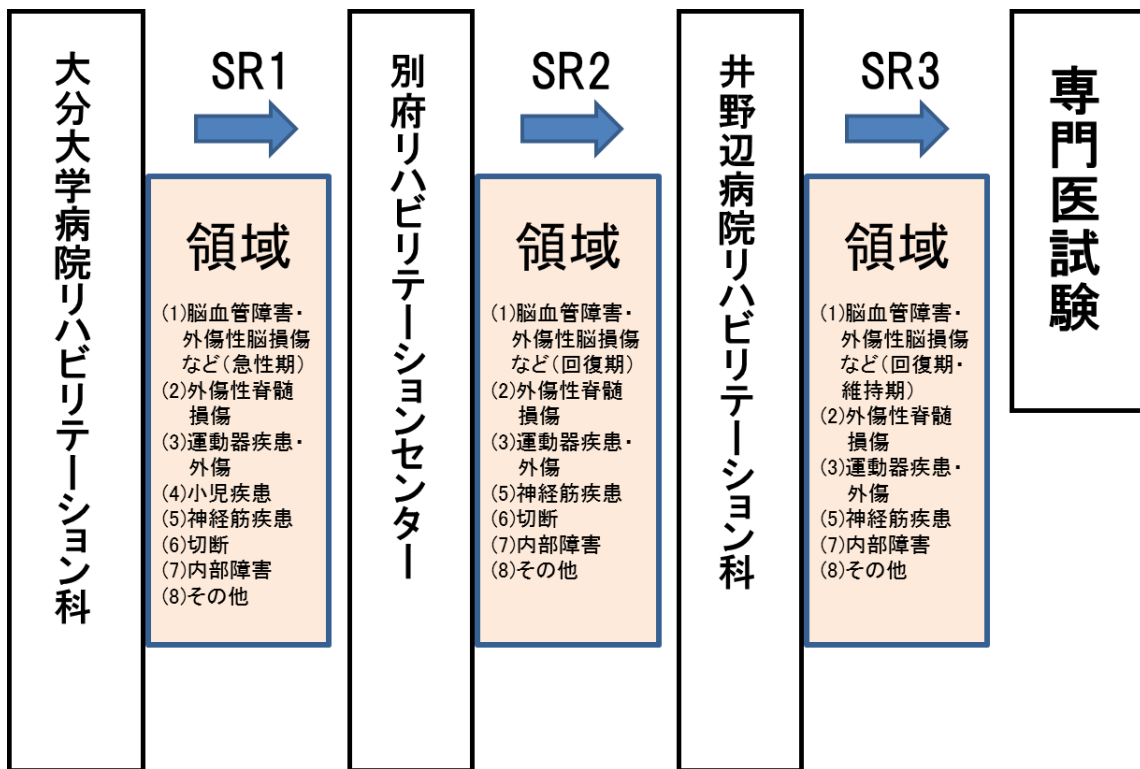 大分大学病院リハビリテーション科
SR1
領域
(1)脳血管障害・
外傷性脳損傷
など(急性期)
(2)外傷性脊髄
損傷
(3)運動器疾患・
外傷
(4)小児疾患
(5)神経筋疾患
(6)切断
(7)内部障害
(8)その他
別府リハビリテーションセンター
SR2
領域
(1)脳血管障害・
外傷性脳損傷
など(回復期)
(2)外傷性脊髄
損傷
(3)運動器疾患・
外傷
(5)神経筋疾患
(6)切断
(7)内部障害
(8)その他
井野辺病院リハビリテーション科
SR3
領域
(1)脳血管障害・
外傷性脳損傷
など(回復期・
維持期)
(2)外傷性脊髄
損傷
(3)運動器疾患・
外傷
(5)神経筋疾患
(7)内部障害
(8)その他
専門医試験